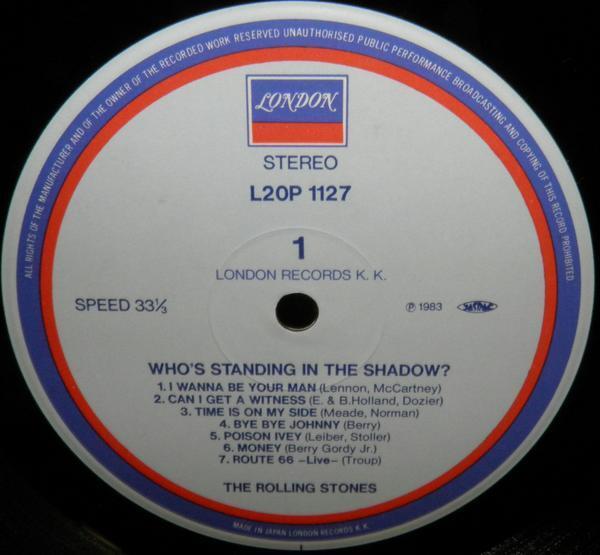 ALL RIGHTS OF THE MANUFACTURER AND OF THE OWNER OF THE RECORDED WORK RESERVED UNAUTHORISED PUBLIC PERFORMANCE BROADCASTING AND COPYING OF THIS RECORD PROHIBITED
LONDON
STEREO
L20P 1127
1
LONDON RECORDS K. K.
SPEED 33⅓
℗ 1983
JASRAC
WHO'S STANDING IN THE SHADOW?
1. I WANNA BE YOUR MAN (Lennon, McCartney)
2. CAN I GET A WITNESS (E. & B.Holland, Dozier)
3. TIME IS ON MY SIDE (Meade, Norman)
4. BYE BYE JOHNNY (Berry)
5. POISON IVEY (Leiber, Stoller)
6. MONEY (Berry Gordy Jr.)
7. ROUTE 66 –Live– (Troup)
THE ROLLING STONES
MADE IN JAPAN LONDON RECORDS K.K.